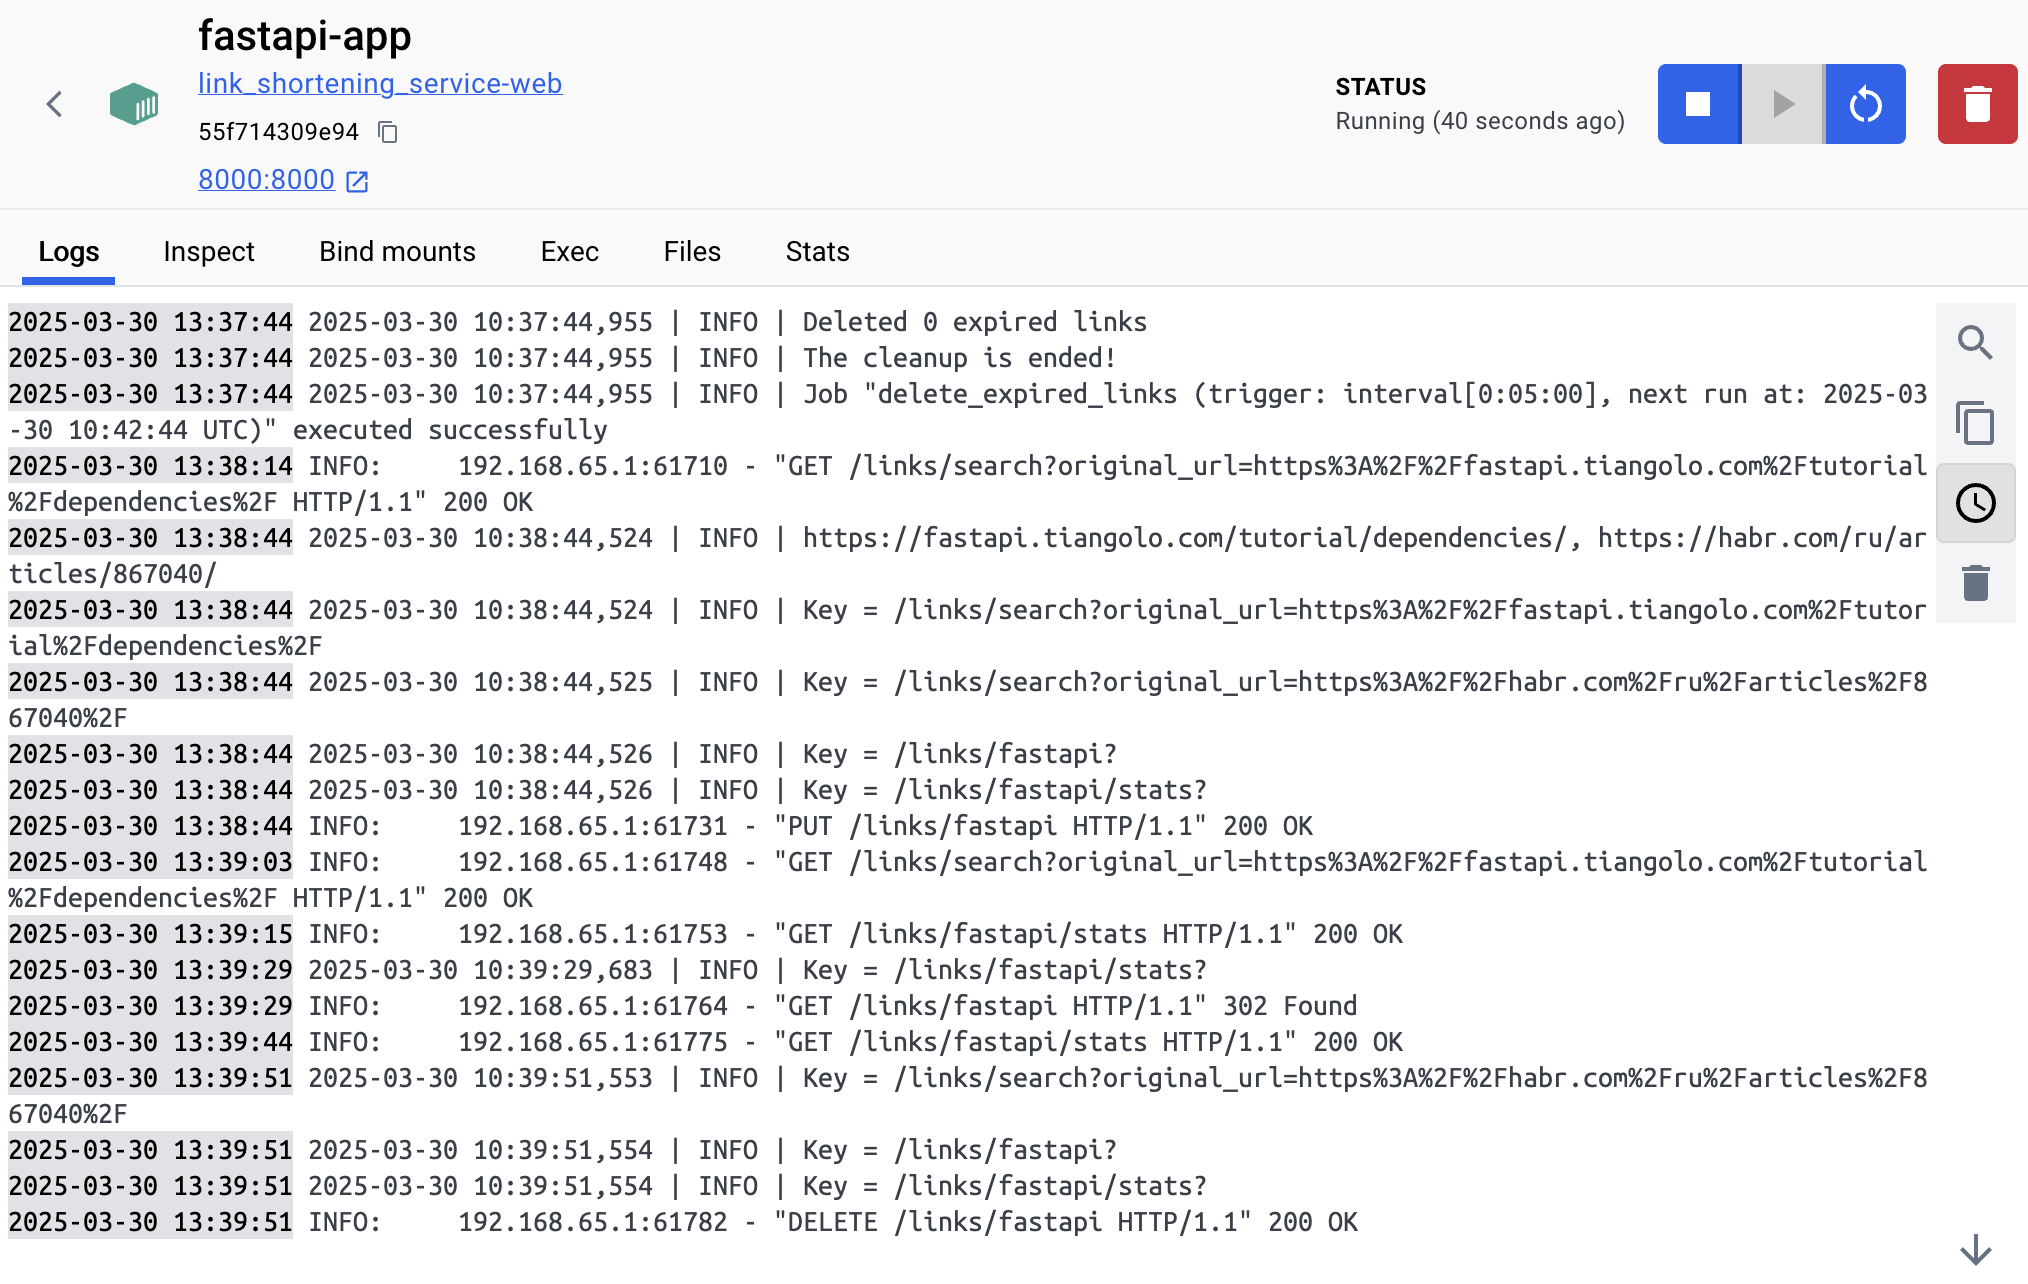 fastapi-app
link_shortening_service-web
55f714309e94
8000:8000
STATUS
Running (40 seconds ago)
Logs Inspect Bind mounts Exec Files Stats
2025-03-30 13:37:44 2025-03-30 10:37:44,955 | INFO | Deleted 0 expired links
2025-03-30 13:37:44 2025-03-30 10:37:44,955 | INFO | The cleanup is ended!
2025-03-30 13:37:44 2025-03-30 10:37:44,955 | INFO | Job "delete_expired_links (trigger: interval[0:05:00], next run at: 2025-03
-30 10:42:44 UTC)" executed successfully
2025-03-30 13:38:14 INFO:     192.168.65.1:61710 - "GET /links/search?original_url=https%3A%2F%2Ffastapi.tiangolo.com%2Ftutorial
%2Fdependencies%2F HTTP/1.1" 200 OK
2025-03-30 13:38:44 2025-03-30 10:38:44,524 | INFO | https://fastapi.tiangolo.com/tutorial/dependencies/, https://habr.com/ru/ar
ticles/867040/
2025-03-30 13:38:44 2025-03-30 10:38:44,524 | INFO | Key = /links/search?original_url=https%3A%2F%2Ffastapi.tiangolo.com%2Ftutor
ial%2Fdependencies%2F
2025-03-30 13:38:44 2025-03-30 10:38:44,525 | INFO | Key = /links/search?original_url=https%3A%2F%2Fhabr.com%2Fru%2Farticles%2F8
67040%2F
2025-03-30 13:38:44 2025-03-30 10:38:44,526 | INFO | Key = /links/fastapi?
2025-03-30 13:38:44 2025-03-30 10:38:44,526 | INFO | Key = /links/fastapi/stats?
2025-03-30 13:38:44 INFO:     192.168.65.1:61731 - "PUT /links/fastapi HTTP/1.1" 200 OK
2025-03-30 13:39:03 INFO:     192.168.65.1:61748 - "GET /links/search?original_url=https%3A%2F%2Ffastapi.tiangolo.com%2Ftutorial
%2Fdependencies%2F HTTP/1.1" 200 OK
2025-03-30 13:39:15 INFO:     192.168.65.1:61753 - "GET /links/fastapi/stats HTTP/1.1" 200 OK
2025-03-30 13:39:29 2025-03-30 10:39:29,683 | INFO | Key = /links/fastapi/stats?
2025-03-30 13:39:29 INFO:     192.168.65.1:61764 - "GET /links/fastapi HTTP/1.1" 302 Found
2025-03-30 13:39:44 INFO:     192.168.65.1:61775 - "GET /links/fastapi/stats HTTP/1.1" 200 OK
2025-03-30 13:39:51 2025-03-30 10:39:51,553 | INFO | Key = /links/search?original_url=https%3A%2F%2Fhabr.com%2Fru%2Farticles%2F8
67040%2F
2025-03-30 13:39:51 2025-03-30 10:39:51,554 | INFO | Key = /links/fastapi?
2025-03-30 13:39:51 2025-03-30 10:39:51,554 | INFO | Key = /links/fastapi/stats?
2025-03-30 13:39:51 INFO:     192.168.65.1:61782 - "DELETE /links/fastapi HTTP/1.1" 200 OK